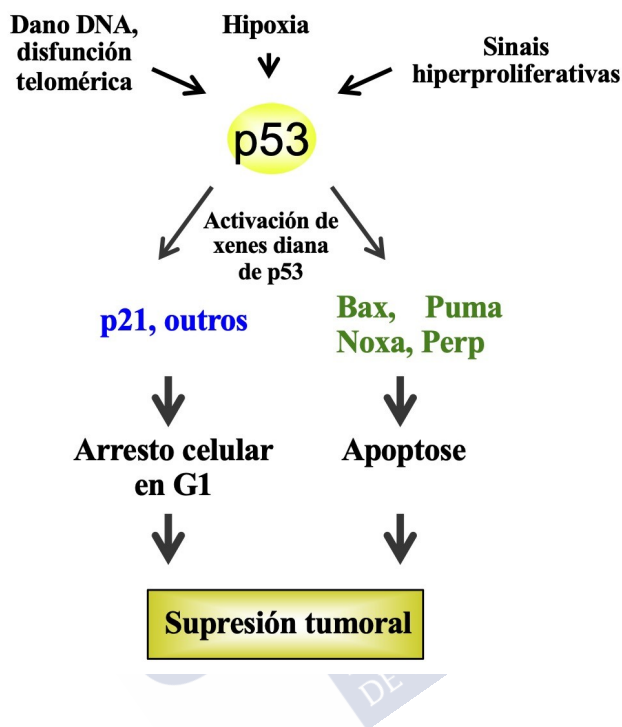 Dano DNA,
disfunción
telomérica
Hipoxia
Sinais
hiperproliferativas
p53
Activación de
xenes diana
de p53
p21, outros
Bax, Puma
Noxa, Perp
Arresto celular
en G1
Apoptose
Supresión tumoral
DE